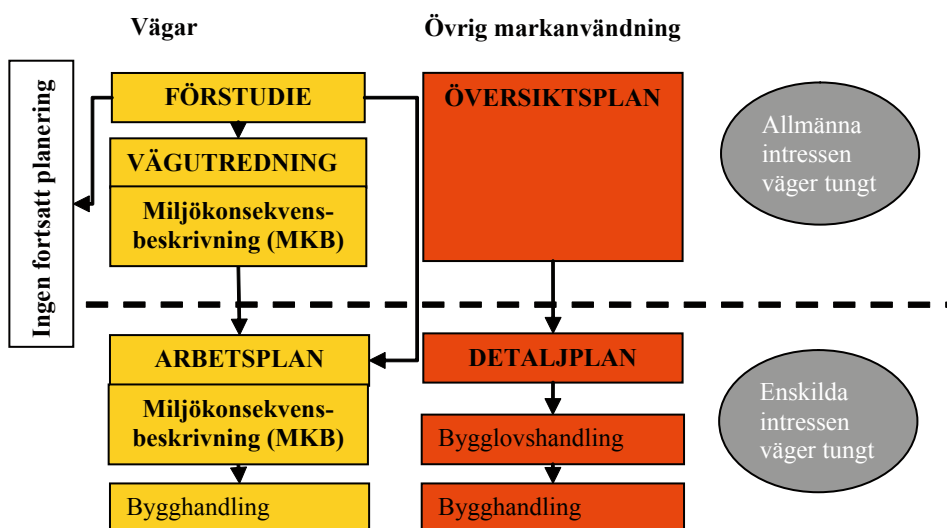 Vägar
Övrig markanvändning
Ingen fortsatt planering
FÖRSTUDIE
VÄGUTREDNING
Miljökonsekvens-
beskrivning (MKB)
ÖVERSIKTSPLAN
Allmänna
intressen
väger tungt
ARBETSPLAN
Miljökonsekvens-
beskrivning (MKB)
Bygghandling
DETALJPLAN
Bygglovshandling
Bygghandling
Enskilda
intressen
väger tungt